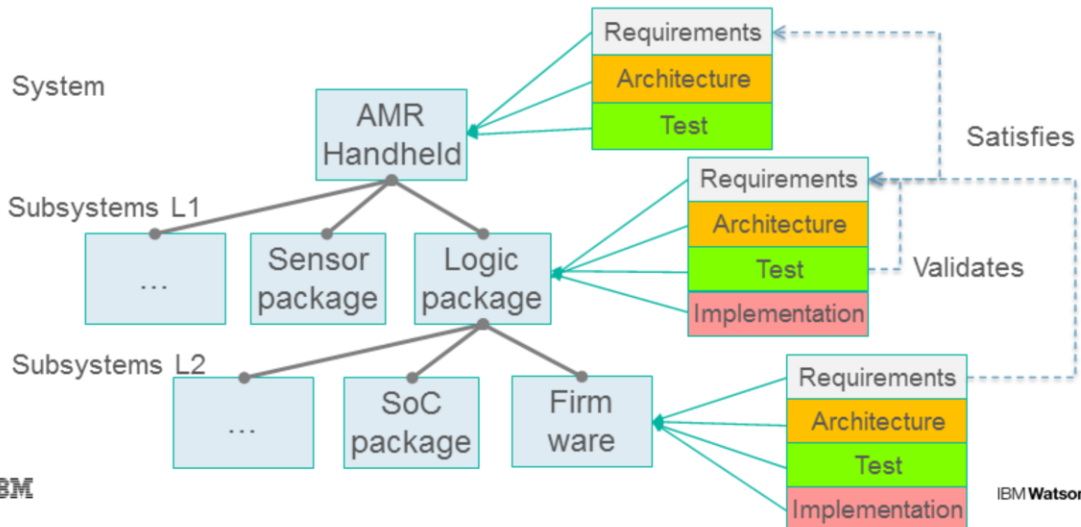 System
AMR
Handheld
Requirements
Architecture
Test
Satisfies
Subsystems L1
...
Sensor
package
Logic
package
Requirements
Architecture
Test
Implementation
Validates
Subsystems L2
...
SoC
package
Firm
ware
Requirements
Architecture
Test
Implementation
IBM Watson